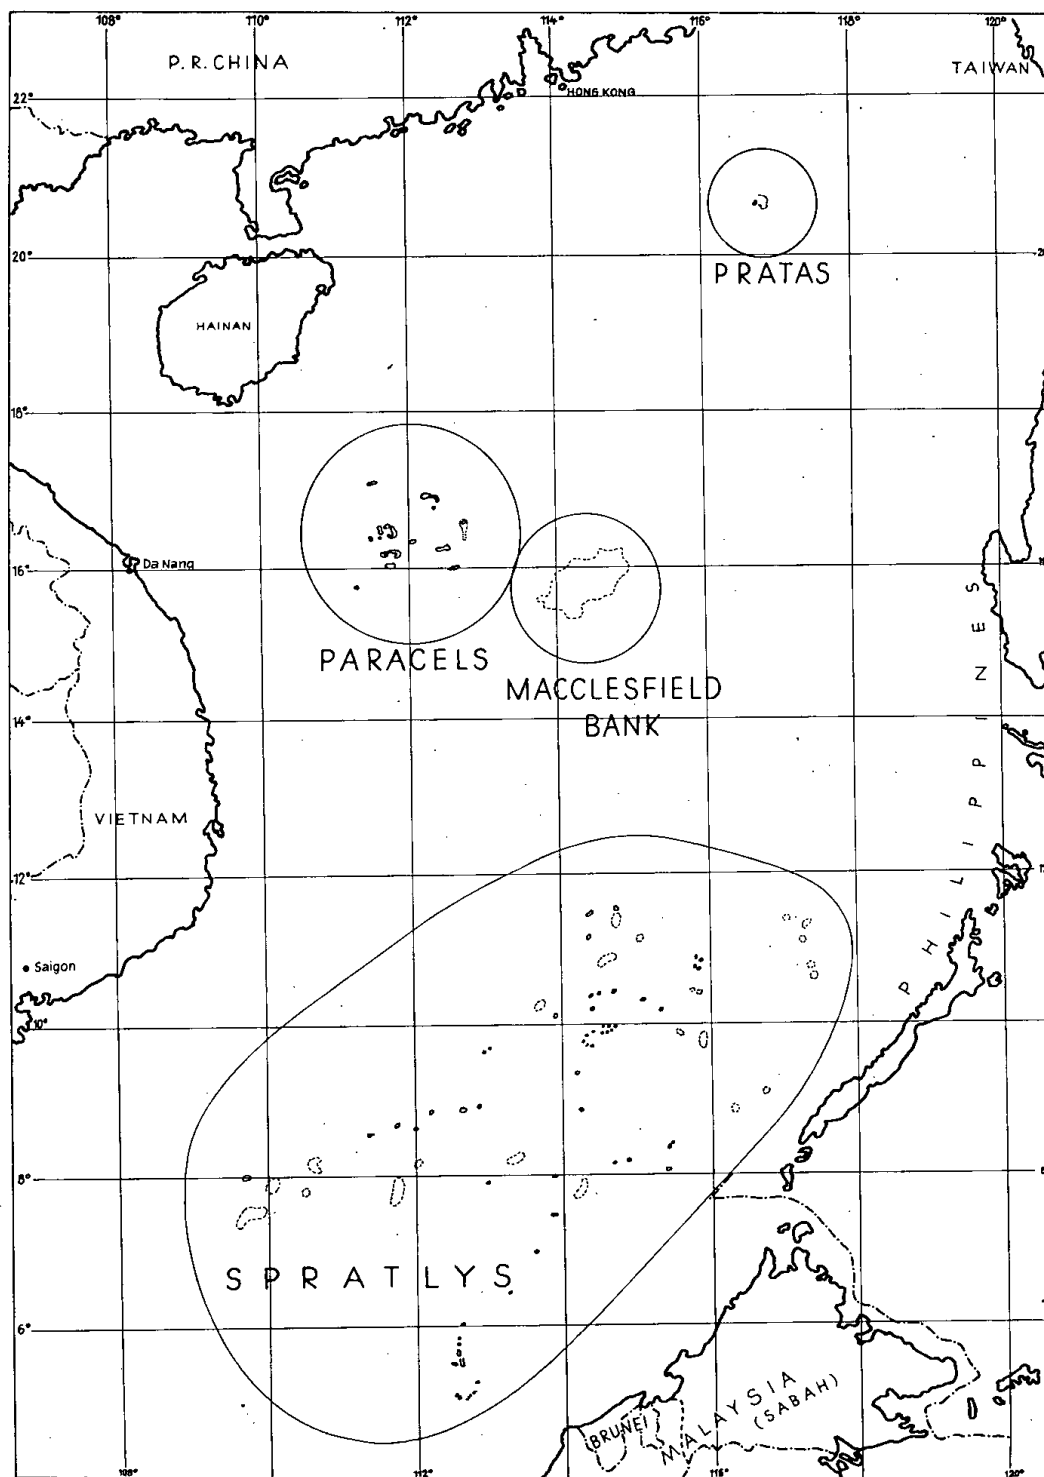 108° 110° 112° 114° 116° 118° 120°
P.R. CHINA
TAIWAN
22°
HONG KONG
20°
PRATAS
HAINAN
18°
Da Nang
16°
PARACELS
MACCLESFIELD
BANK
14°
PHILIPPINES
VIETNAM
12°
Saigon
10°
8°
SPRATLYS
6°
MALAYSIA
(SABAH)
BRUNEI
108° 112° 114° 116° 118° 120°